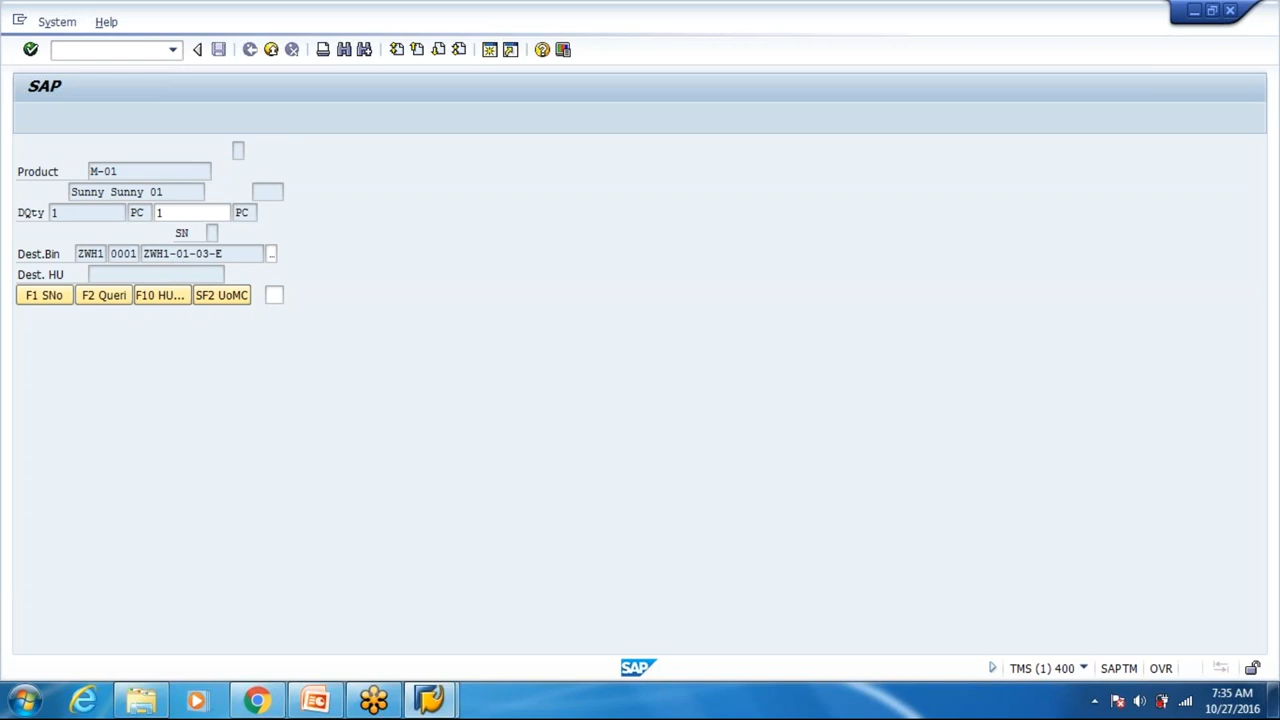 System Help
SAP
Product M-01
Sunny Sunny 01
DQty 1 PC 1 PC
SN
Dest.Bin ZWH1 0001 ZWH1-01-03-E ...
Dest. HU
F1 SNo F2 Queri F10 HU... SF2 UoMC
SAP TMS (1) 400 SAPTM OVR
7:35 AM
10/27/2016